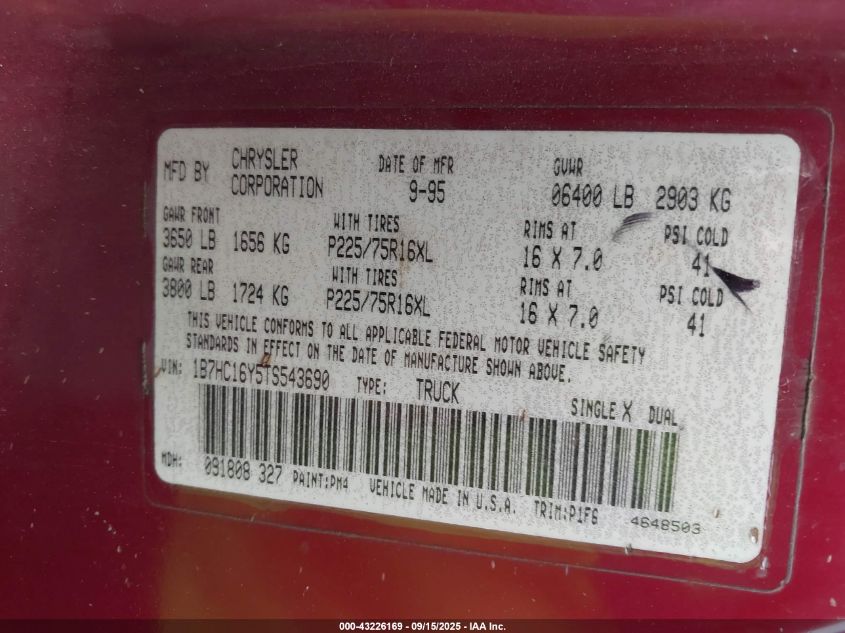 MFD BY CHRYSLER CORPORATION DATE OF MFR 9-95 GVWR 06400 LB 2903 KG
GAWR FRONT WITH TIRES RIMS AT PSI COLD
3650 LB 1656 KG P225/75R16XL 16 X 7.0 41
GAWR REAR WITH TIRES RIMS AT PSI COLD
3800 LB 1724 KG P225/75R16XL 16 X 7.0 41
THIS VEHICLE CONFORMS TO ALL APPLICABLE FEDERAL MOTOR VEHICLE SAFETY
STANDARDS IN EFFECT ON THE DATE OF MANUFACTURE SHOWN ABOVE.
VIN: 1B7HC16Y5TS543690 TYPE: TRUCK SINGLE X DUAL
MDH: 091808 327 PAINT:PM4 VEHICLE MADE IN U.S.A. TRIM:P1F6 4648503
000-43226169 - 09/15/2025 - IAA Inc.